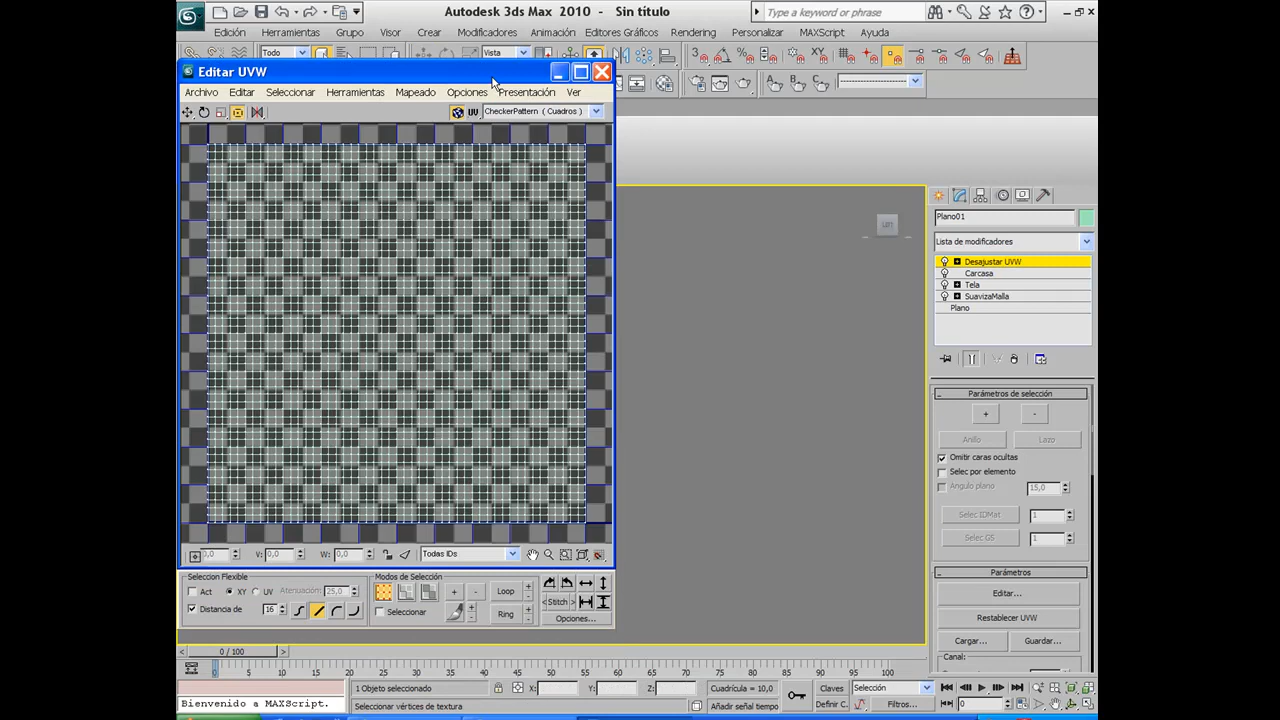 Autodesk 3ds Max 2010 - Sin título
Type a keyword or phrase
Edición Herramientas Grupo Visor Crear Modificadores Animación Editores Gráficos Rendering Personalizar MAXScript Ayuda
Todo
Vista
Editar UVW
Archivo Editar Seleccionar Herramientas Mapeado Opciones Presentación Ver
UV CheckerPattern ( Cuadros )
0,0 V: 0,0 W: 0,0 Todas IDs
Seleccion Flexible
Act XY UV Atenuación: 25,0
Distancia de 16
Modos de Selección
+ - Loop
Seleccionar + - Ring
Stitch
Opciones...
Plano01
Lista de modificadores
Desajustar UVW
Carcasa
Tela
SuavizaMalla
Plano
Parámetros de selección
+ -
Anillo Lazo
Omitir caras ocultas
Selec por elemento
Angulo plano 15,0
Selec IDMat 1
Selec GS 1
Parámetros
Editar...
Restablecer UVW
Cargar... Guardar...
Canal:
0 / 100
0 5 10 15 20 25 30 35 40 45 50 55 60 65 70 75 80 85 90 95 100
1 Objeto seleccionado X: Y: Z: Cuadrícula = 10,0 Claves Selección
Bienvenido a MAXScript. Seleccionar vértices de textura Añadir señal tiempo Definir C. Filtros... 0